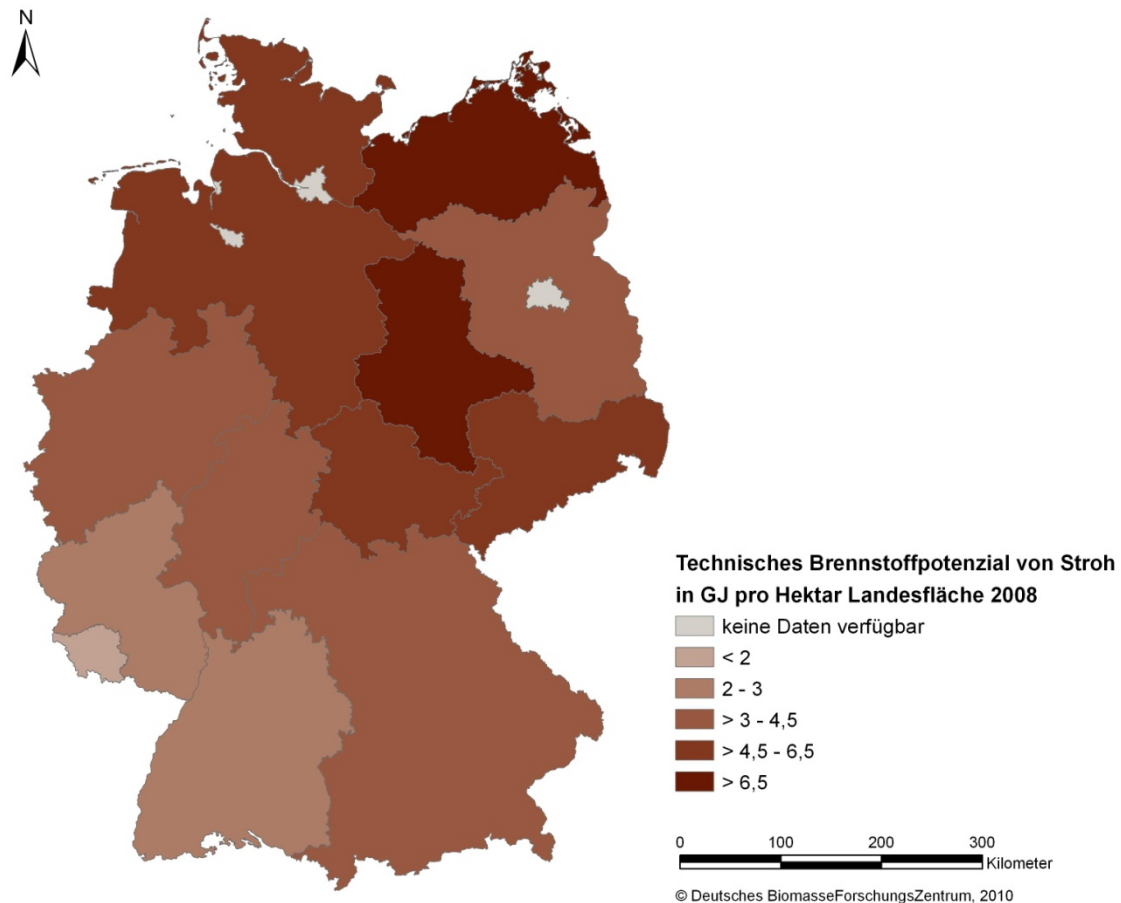 N
Technisches Brennstoffpotenzial von Stroh
in GJ pro Hektar Landesfläche 2008
keine Daten verfügbar
< 2
2 - 3
> 3 - 4,5
> 4,5 - 6,5
> 6,5
0 100 200 300
Kilometer
© Deutsches BiomasseForschungsZentrum, 2010